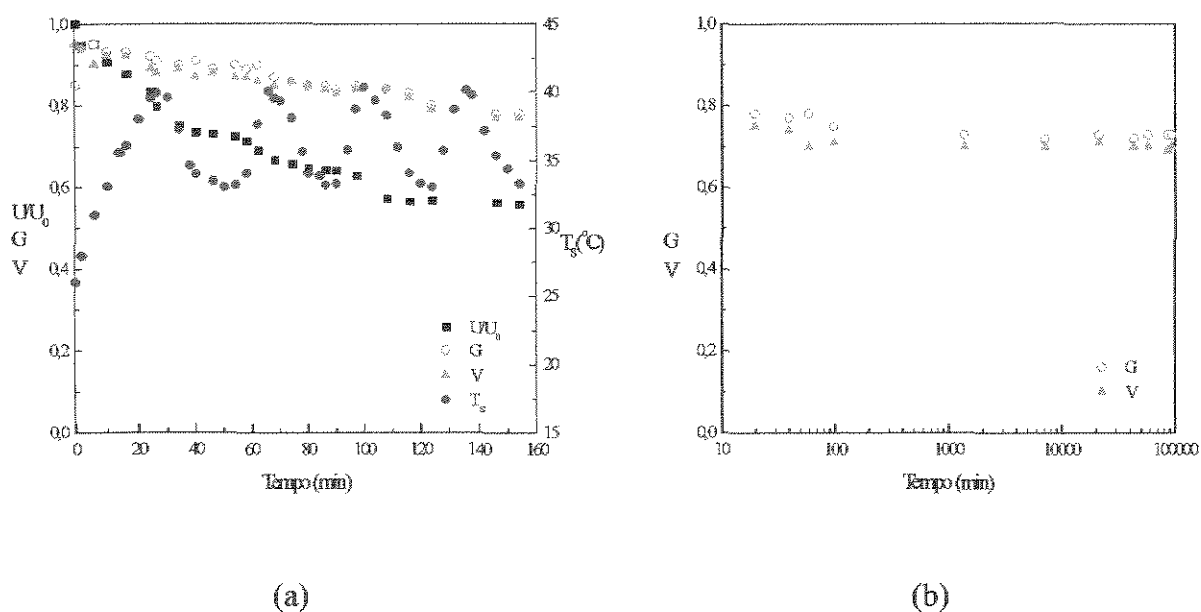 1,0
0,8
0,6
0,4
0,2
0,0
U/U₀
G
V
45
40
35
30
25
20
15
Tₛ(°C)
U/U₀
G
V
Tₛ
0 20 40 60 80 100 120 140 160
Tempo (min)
(a)
1,0
0,8
0,6
0,4
0,2
0,0
G
V
G
V
10 100 1000 10000 100000
Tempo (min)
(b)